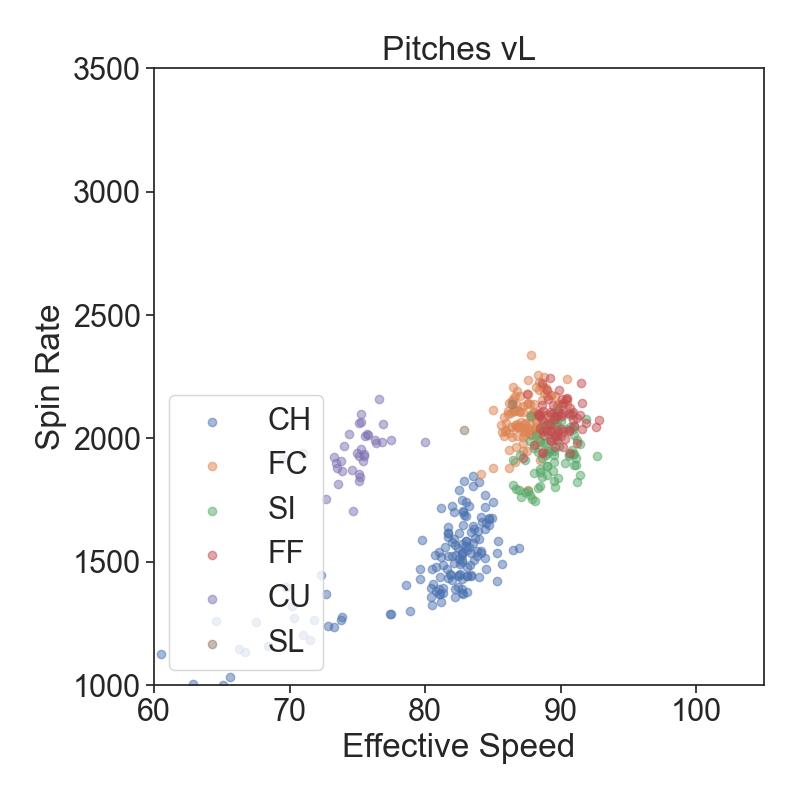 Pitches vL
3500
3000
2500
2000
1500
1000
Spin Rate
CH
FC
SI
FF
CU
SL
60 70 80 90 100
Effective Speed